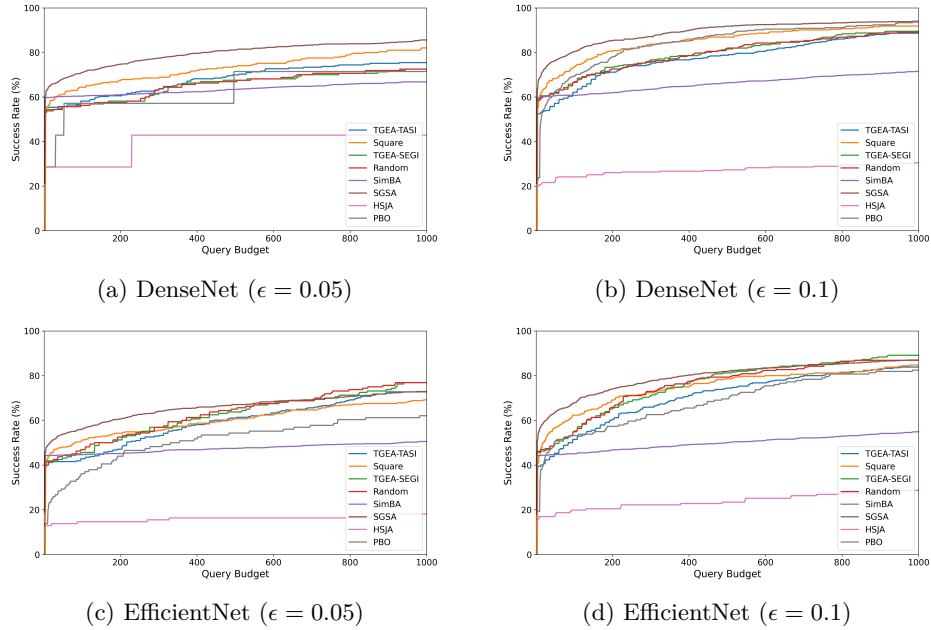 100
80
60
40
20
0
Success Rate (%)
200
400
600
800
1000
Query Budget
TGEA-TASI
Square
TGEA-SEGI
Random
SimBA
SGSA
HSJA
PBO
(a) DenseNet (ϵ = 0.05)
100
80
60
40
20
0
Success Rate (%)
200
400
600
800
1000
Query Budget
TGEA-TASI
Square
TGEA-SEGI
Random
SimBA
SGSA
HSJA
PBO
(b) DenseNet (ϵ = 0.1)
100
80
60
40
20
0
Success Rate (%)
200
400
600
800
1000
Query Budget
TGEA-TASI
Square
TGEA-SEGI
Random
SimBA
SGSA
HSJA
PBO
(c) EfficientNet (ϵ = 0.05)
100
80
60
40
20
0
Success Rate (%)
200
400
600
800
1000
Query Budget
TGEA-TASI
Square
TGEA-SEGI
Random
SimBA
SGSA
HSJA
PBO
(d) EfficientNet (ϵ = 0.1)